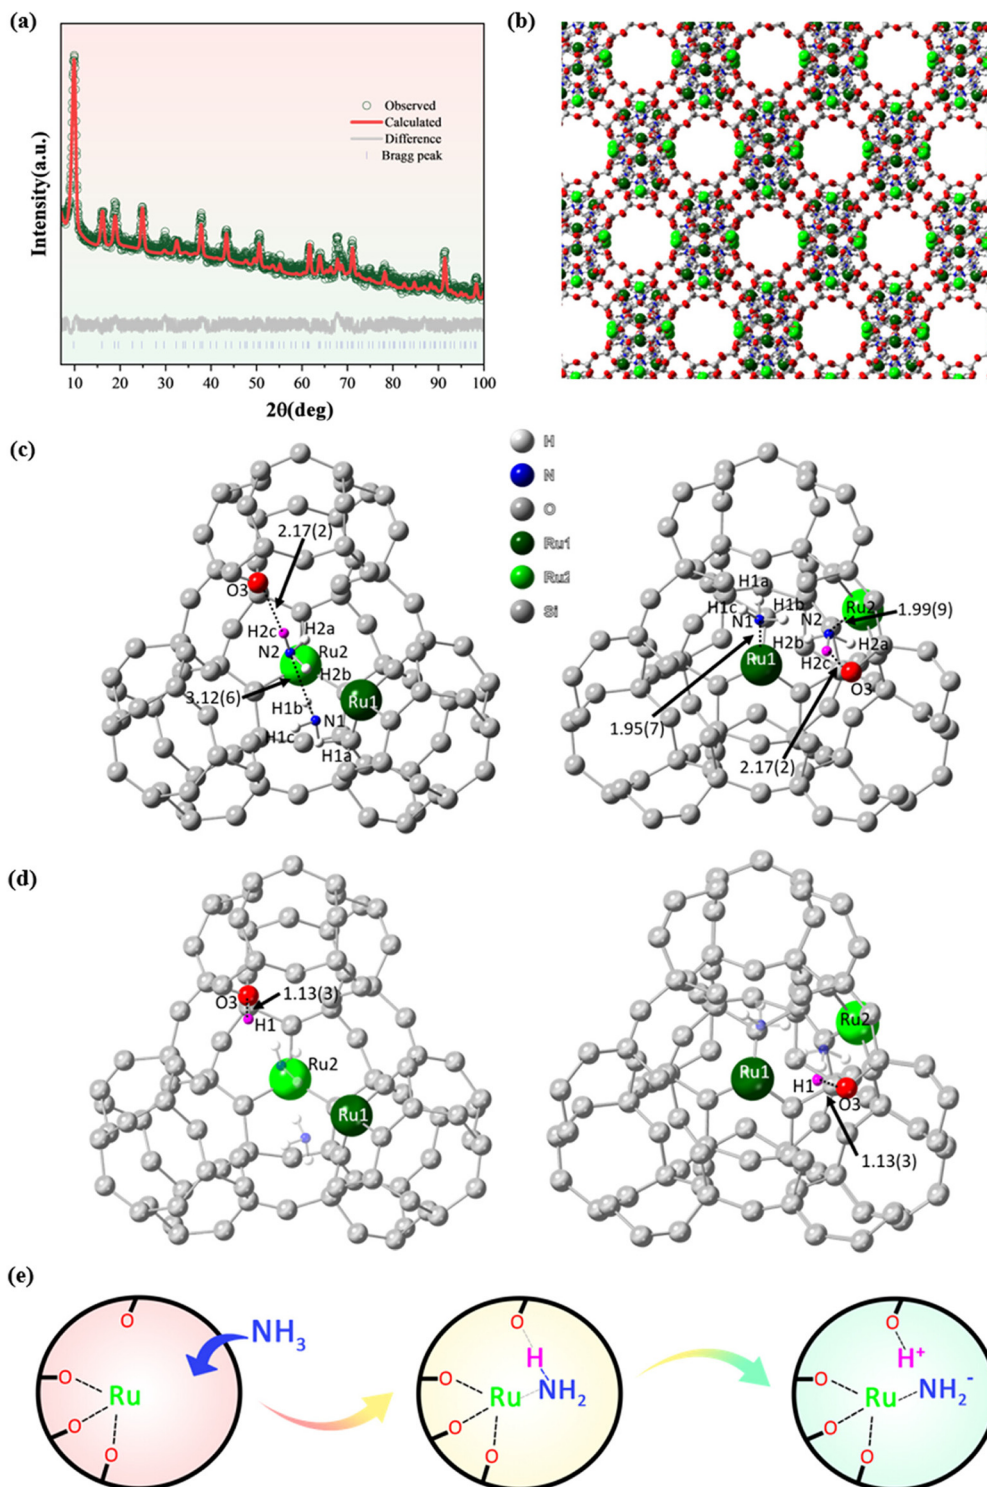 (a)
Intensity(a.u.)
Observed
Calculated
Difference
Bragg peak
10 20 30 40 50 60 70 80 90 100
2θ(deg)
(b)
(c)
H
N
O
Ru1
Ru2
Si
2.17(2)
O3
H2c
H2a
N2
Ru2
H2b
3.12(6)
H1b
Ru1
N1
H1c
H1a
H1a
H1c
H1b
N1
N2
Ru2
1.99(9)
H2b
H2a
H2c
Ru1
O3
1.95(7)
2.17(2)
(d)
O3
1.13(3)
H1
Ru2
Ru1
Ru2
Ru1
H1
O3
1.13(3)
(e)
O
NH₃
O
Ru
O
O
O
H
O
Ru
NH₂
O
O
O
H⁺
O
Ru
NH₂⁻
O
O